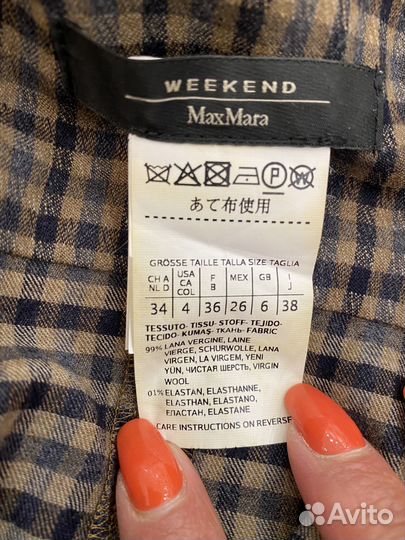 WEEKEND
MaxMara
P
あて布使用
GRÖSSE TAILLE TALLA SIZE TAGLIA
CH A NL D USA CA COL F B MEX GB I J
34 4 36 26 6 38
TESSUTO-TISSU-STOFF-TEJIDO-
TECIDO-KUMAŞ-ТКАНЬ-FABRIC
99% LANA VERGINE, LAINE
VIERGE, SCHURWOLLE, LANA
VIRGEN, LA VIRGEM, YENI
YÜN, ЧИСТАЯ ШЕРСТЬ, VIRGIN
WOOL
01% ELASTAN, ELASTHANNE,
ELASTHAN, ELASTANO,
ЕЛАСТАН, ELASTANE
CARE INSTRUCTIONS ON REVERSE
Avito